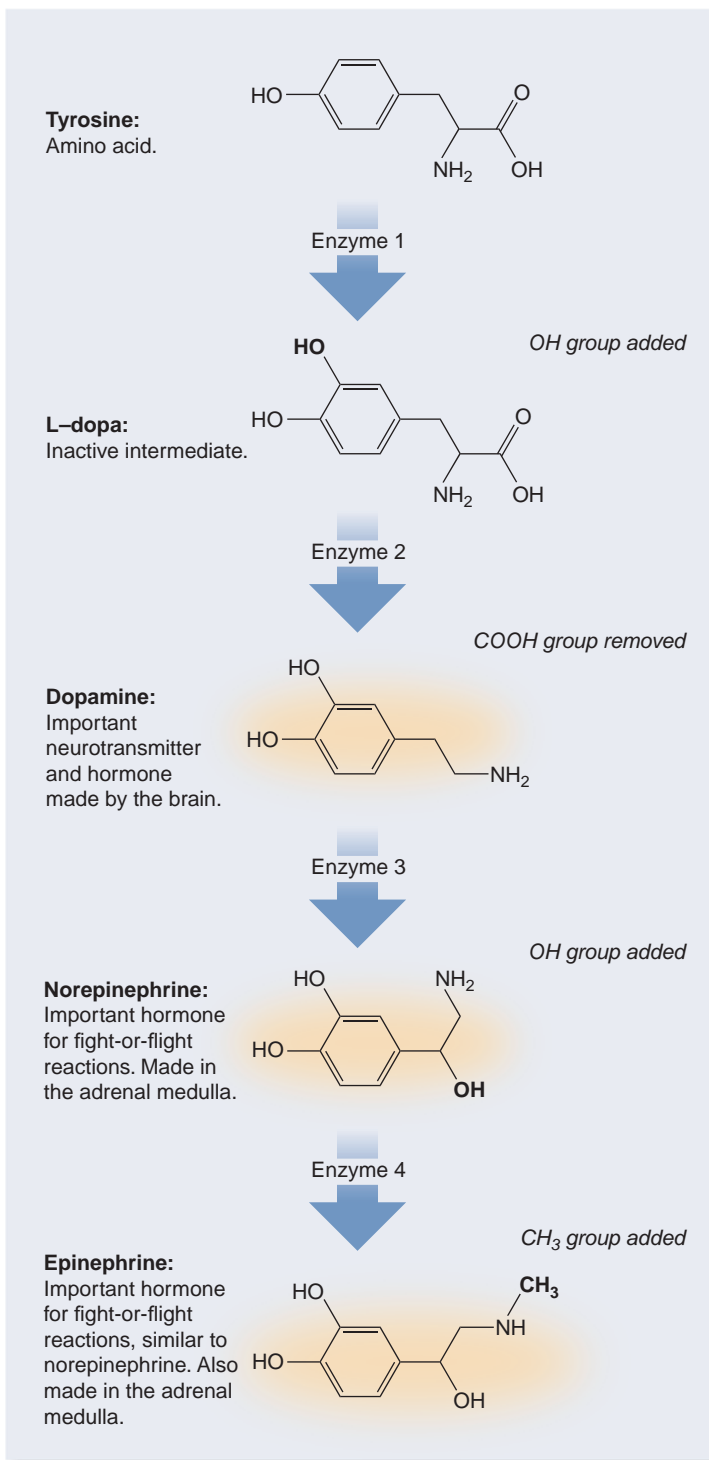 HO
O
Tyrosine:
Amino acid.
NH₂
OH
Enzyme 1
OH group added
HO
HO
O
L–dopa:
Inactive intermediate.
NH₂
OH
Enzyme 2
COOH group removed
HO
Dopamine:
Important
neurotransmitter
and hormone
made by the brain.
HO
NH₂
Enzyme 3
OH group added
HO
NH₂
Norepinephrine:
Important hormone
for fight-or-flight
reactions. Made in
the adrenal medulla.
HO
OH
Enzyme 4
CH₃ group added
Epinephrine:
Important hormone
for fight-or-flight
reactions, similar to
norepinephrine. Also
made in the adrenal
medulla.
HO
CH₃
NH
HO
OH